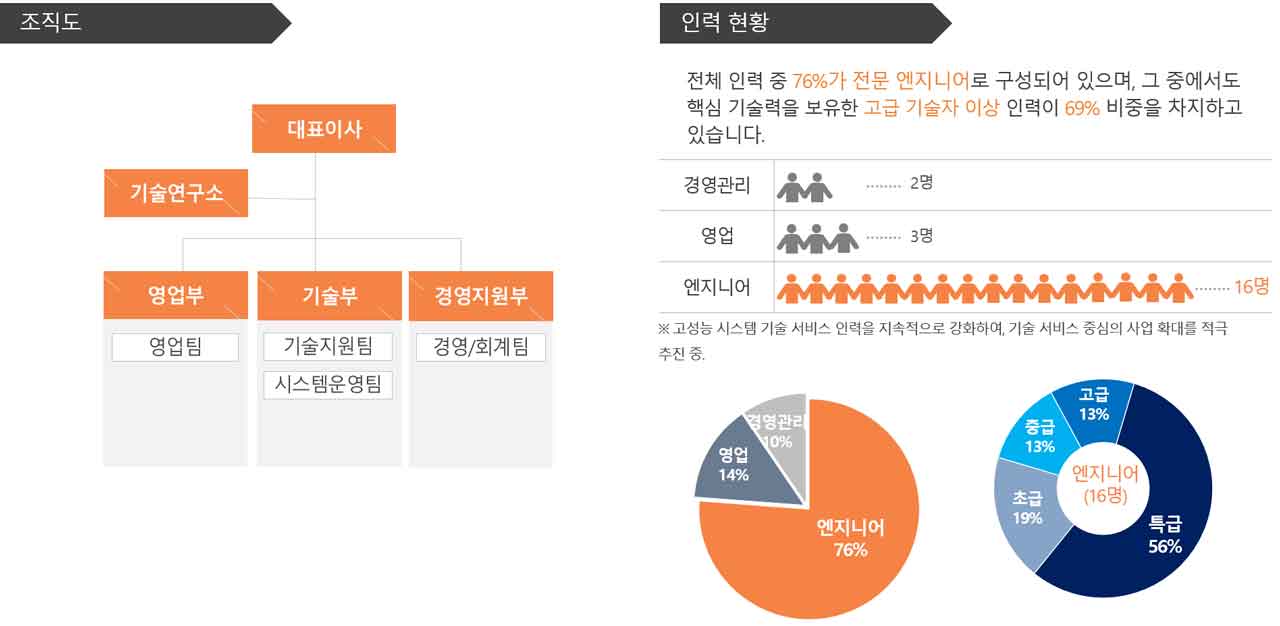 조직도
대표이사
기술연구소
영업부
기술부
경영지원부
영업팀
기술지원팀
경영/회계팀
시스템운영팀
인력 현황
전체 인력 중 76%가 전문 엔지니어로 구성되어 있으며, 그 중에서도
핵심 기술력을 보유한 고급 기술자 이상 인력이 69% 비중을 차지하고
있습니다.
경영관리 ........ 2명
영업 ........ 3명
엔지니어 ........ 16명
※ 고성능 시스템 기술 서비스 인력을 지속적으로 강화하여, 기술 서비스 중심의 사업 확대를 적극
추진 중.
경영관리
10%
영업
14%
엔지니어
76%
고급
13%
중급
13%
초급
19%
특급
56%
엔지니어
(16명)